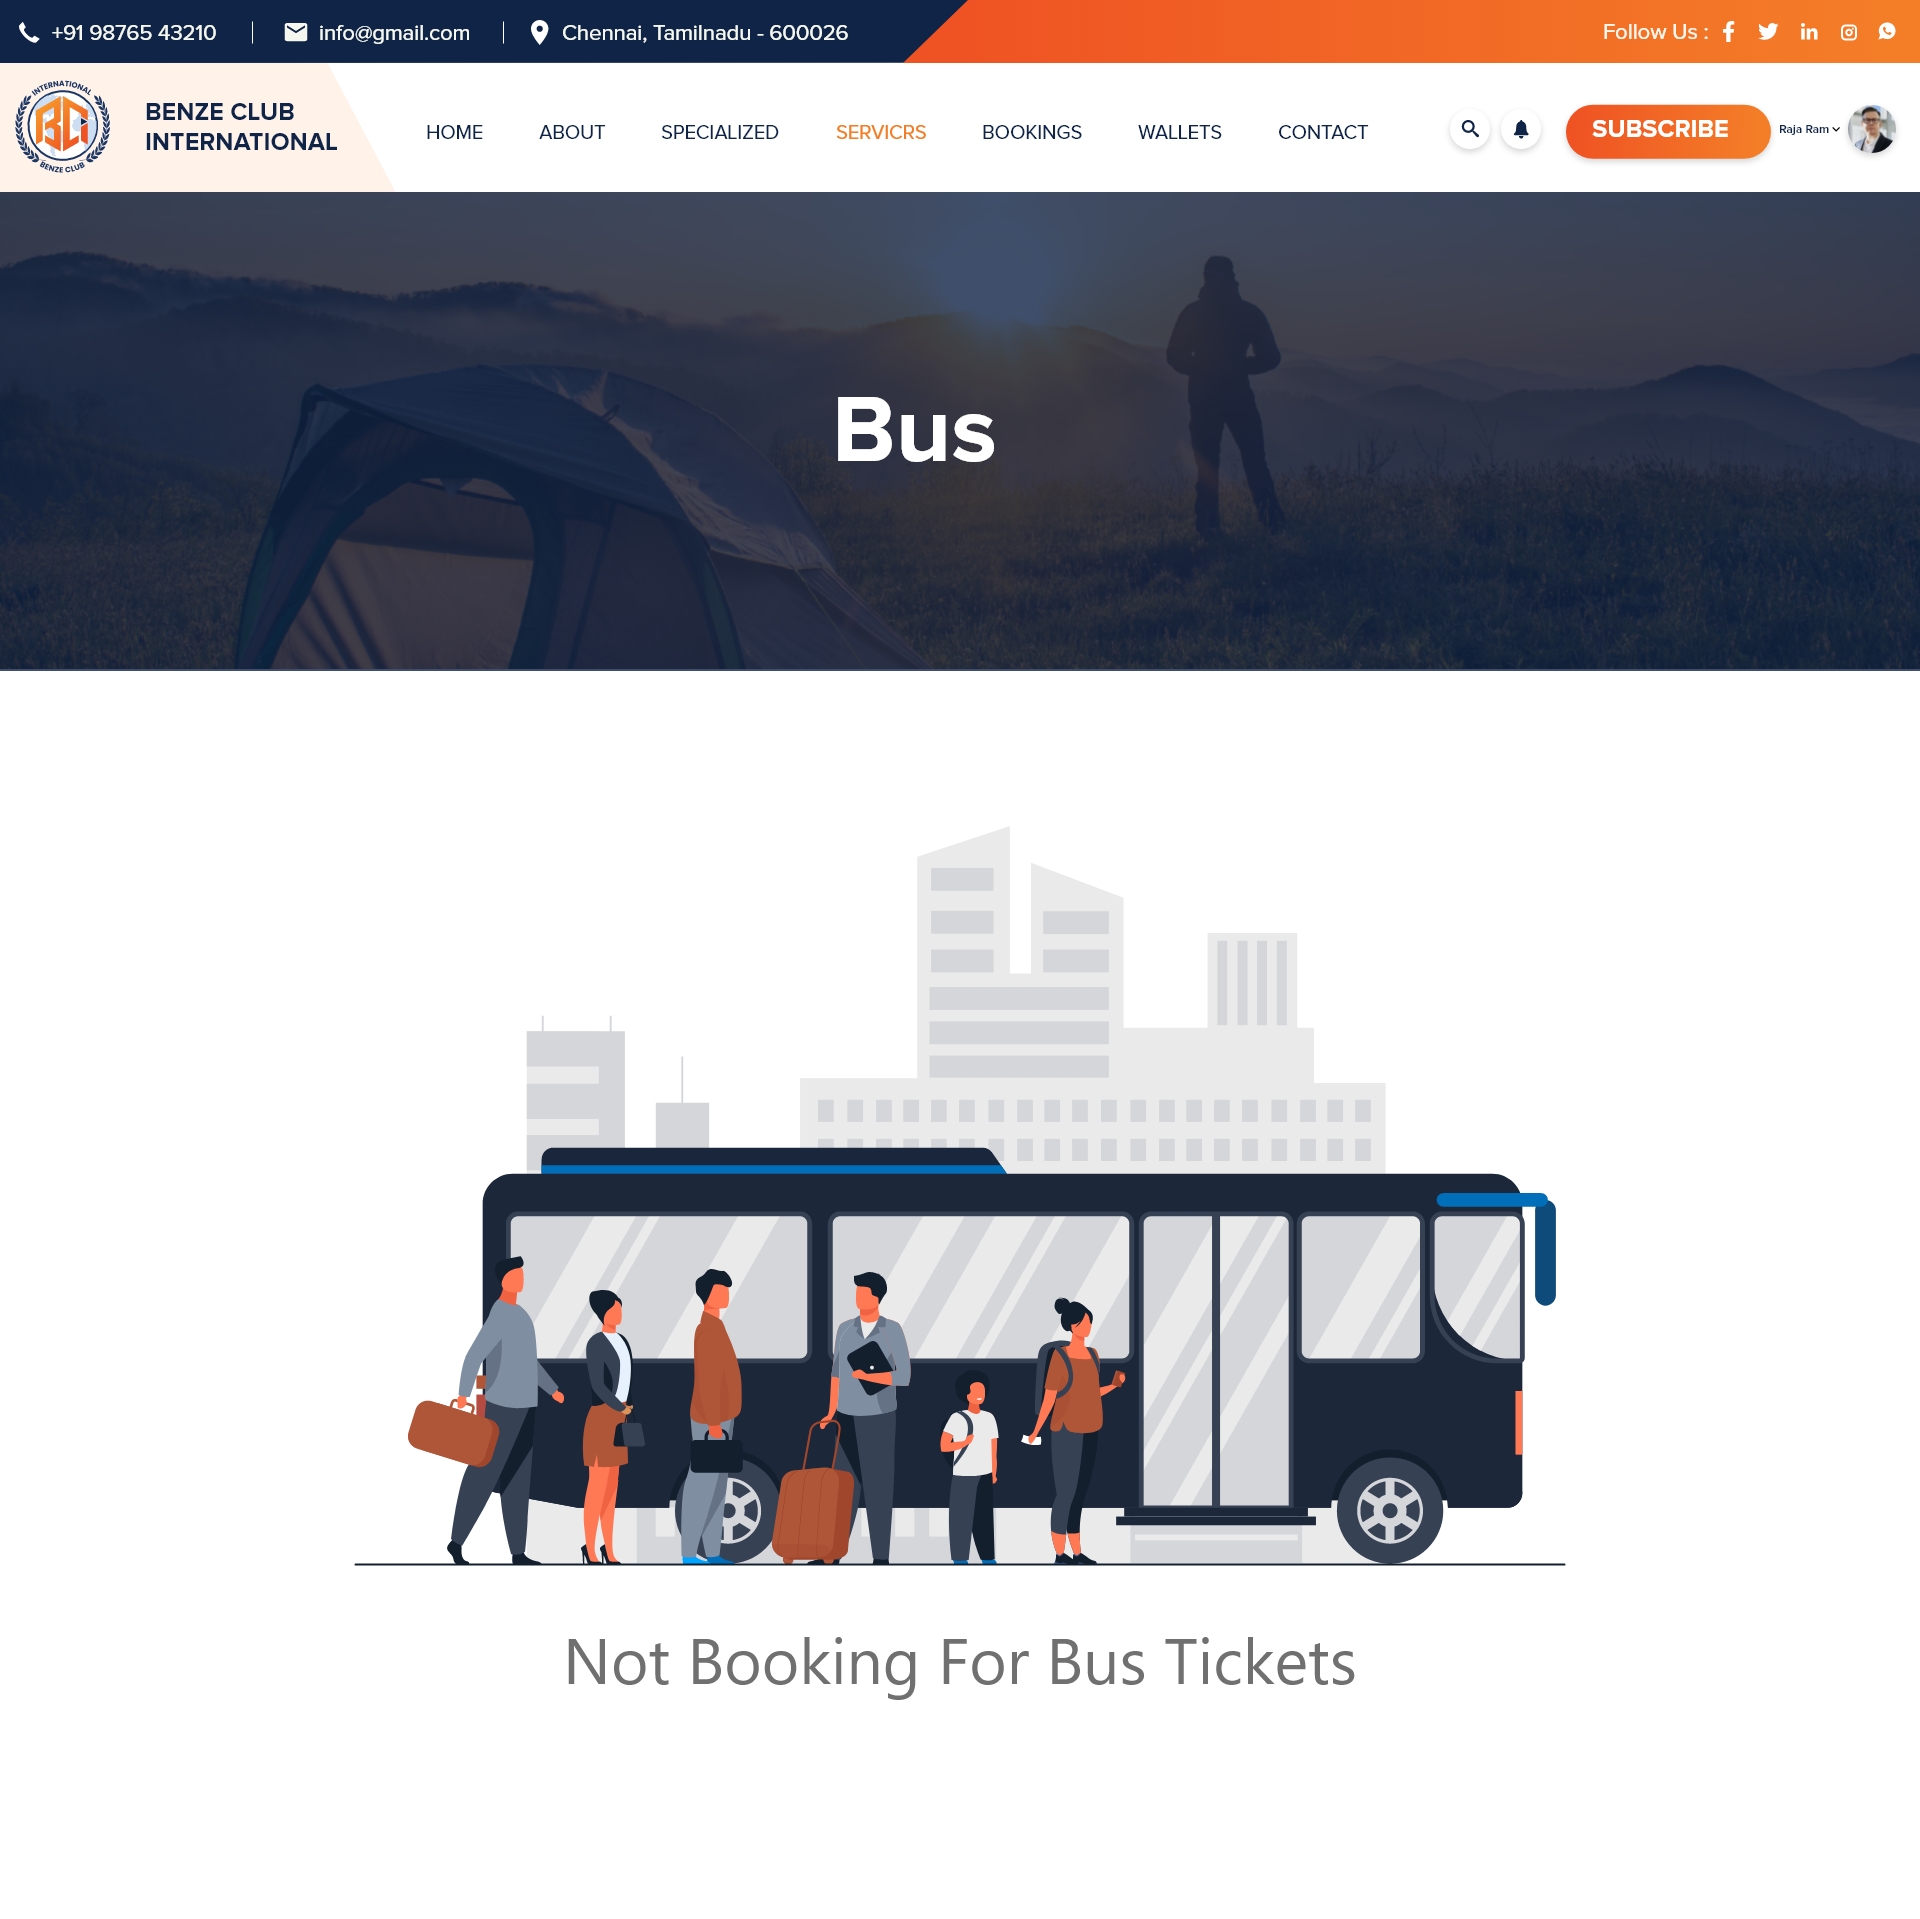 +91 98765 43210
info@gmail.com
Chennai, Tamilnadu - 600026
Follow Us :
INTERNATIONAL
BCI
BENZE CLUB
BENZE CLUB
INTERNATIONAL
HOME
ABOUT
SPECIALIZED
SERVICRS
BOOKINGS
WALLETS
CONTACT
SUBSCRIBE
Raja Ram
Bus
Not Booking For Bus Tickets